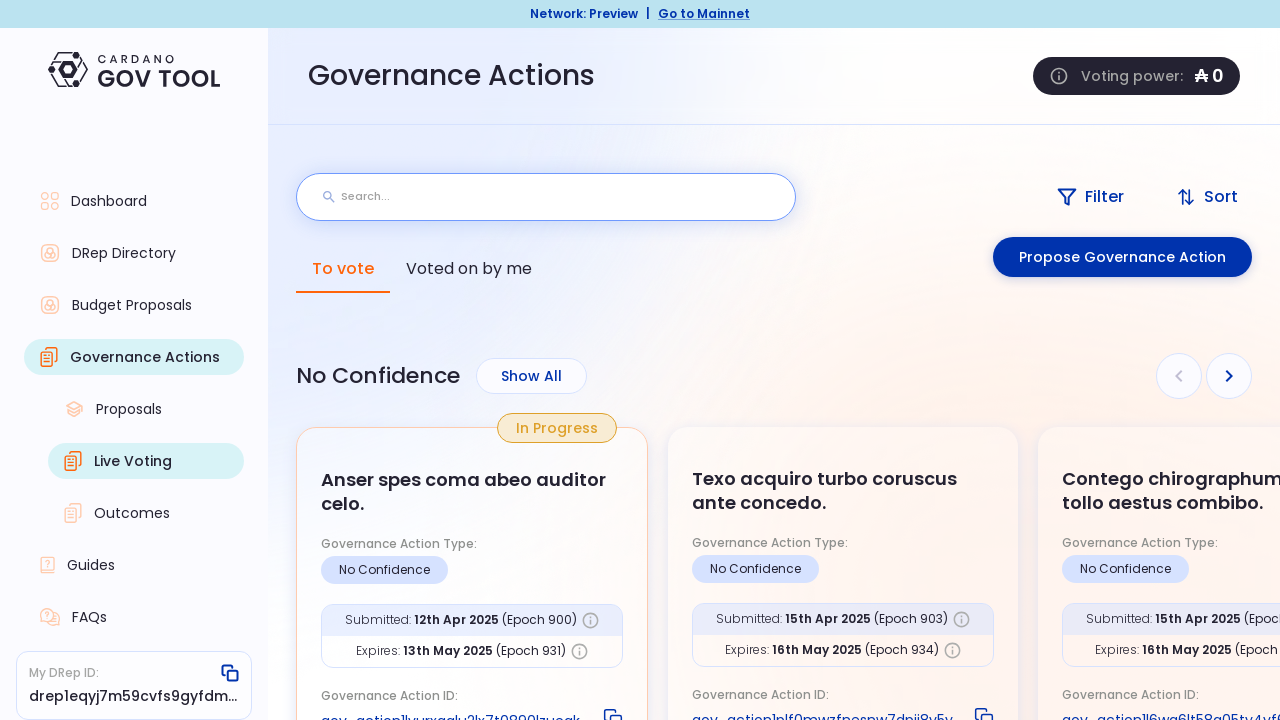 Network: Preview | Go to Mainnet
CARDANO
GOV TOOL
Governance Actions
Voting power: ₳ 0
Dashboard
DRep Directory
Budget Proposals
Governance Actions
Proposals
Live Voting
Outcomes
Guides
FAQs
My DRep ID:
drep1eqyj7m59cvfs9gyfdm...
Search...
Filter
Sort
To vote
Voted on by me
Propose Governance Action
No Confidence
Show All
In Progress
Anser spes coma abeo auditor
celo.
Governance Action Type:
No Confidence
Submitted: 12th Apr 2025 (Epoch 900)
Expires: 13th May 2025 (Epoch 931)
Governance Action ID:
Texo acquiro turbo coruscus
ante concedo.
Governance Action Type:
No Confidence
Submitted: 15th Apr 2025 (Epoch 903)
Expires: 16th May 2025 (Epoch 934)
Governance Action ID:
Contego chirographum
tollo aestus combibo.
Governance Action Type:
No Confidence
Submitted: 15th Apr 2025 (Epoc
Expires: 16th May 2025 (Epoch
Governance Action ID: